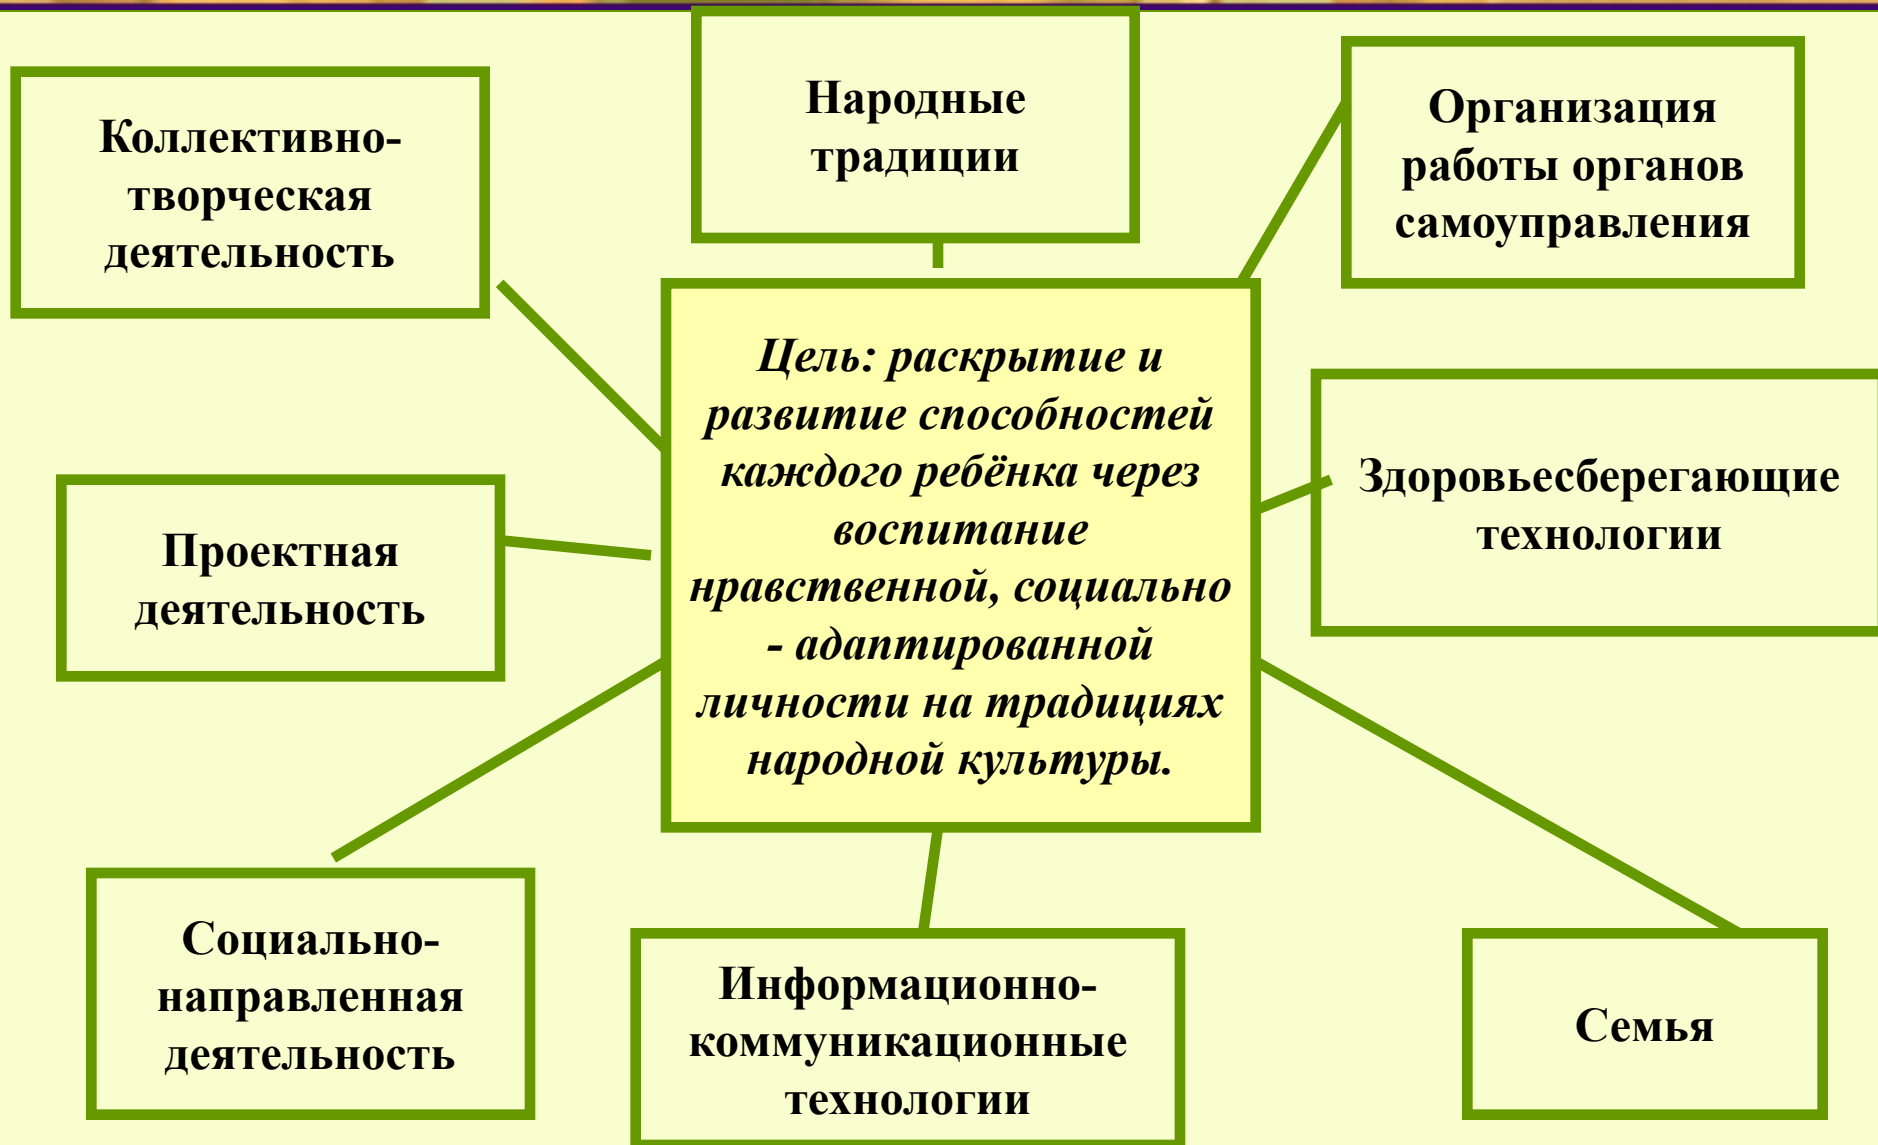 Народные
традиции
Коллективно-
творческая
деятельность
Организация
работы органов
самоуправления
Цель: раскрытие и
развитие способностей
каждого ребёнка через
воспитание
нравственной, социально
- адаптированной
личности на традициях
народной культуры.
Проектная
деятельность
Здоровьесберегающие
технологии
Социально-
направленная
деятельность
Информационно-
коммуникационные
технологии
Семья